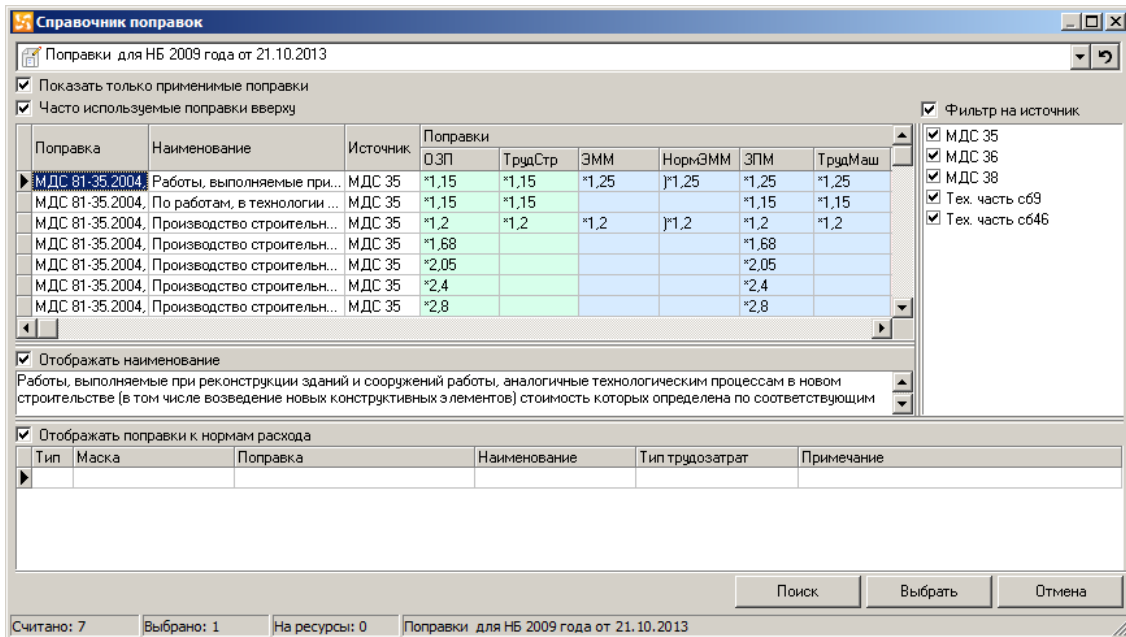 Справочник поправок
Поправки для НБ 2009 года от 21.10.2013
Показать только применимые поправки
Часто используемые поправки вверху
Фильтр на источник
Поправка Наименование Источник Поправки
ОЗП ТрудСтр ЭММ НормЭММ ЗПМ ТрудМаш
МДС 81-35.2004, Работы, выполняемые при... МДС 35 *1,15 *1,15 *1,25 )*1,25 *1,25 *1,25
МДС 81-35.2004, По работам, в технологии ... МДС 35 *1,15 *1,15 *1,15 *1,15
МДС 81-35.2004, Производство строительн... МДС 35 *1,2 *1,2 *1,2 )*1,2 *1,2 *1,2
МДС 81-35.2004, Производство строительн... МДС 35 *1,68 *1,68
МДС 81-35.2004, Производство строительн... МДС 35 *2,05 *2,05
МДС 81-35.2004, Производство строительн... МДС 35 *2,4 *2,4
МДС 81-35.2004, Производство строительн... МДС 35 *2,8 *2,8
МДС 35
МДС 36
МДС 38
Тех. часть сб9
Тех. часть сб46
Отображать наименование
Работы, выполняемые при реконструкции зданий и сооружений работы, аналогичные технологическим процессам в новом
строительстве (в том числе возведение новых конструктивных элементов) стоимость которых определена по соответствующим
Отображать поправки к нормам расхода
Тип Маска Поправка Наименование Тип трудозатрат Примечание
Поиск Выбрать Отмена
Считано: 7 Выбрано: 1 На ресурсы: 0 Поправки для НБ 2009 года от 21.10.2013